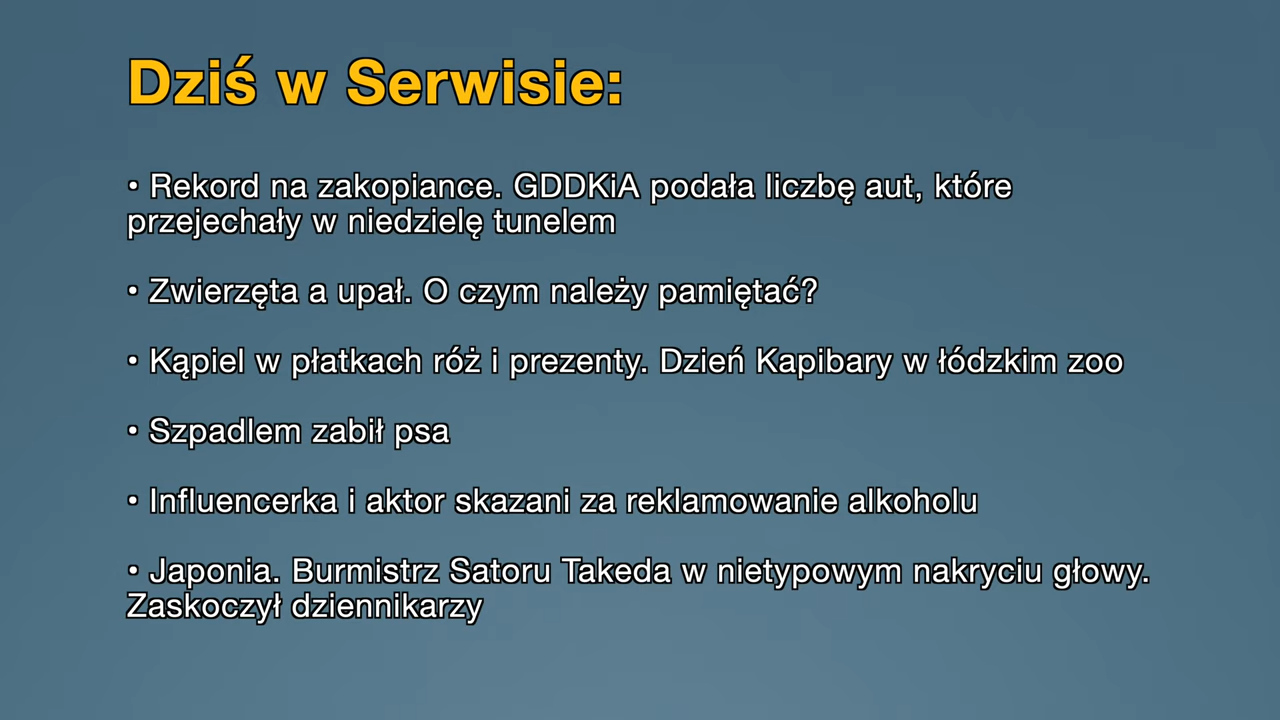 Dziś w Serwisie:
• Rekord na zakopiance. GDDKiA podała liczbę aut, które
przejechały w niedzielę tunelem
• Zwierzęta a upał. O czym należy pamiętać?
• Kąpiel w płatkach róż i prezenty. Dzień Kapibary w łódzkim zoo
• Szpadlem zabił psa
• Influencerka i aktor skazani za reklamowanie alkoholu
• Japonia. Burmistrz Satoru Takeda w nietypowym nakryciu głowy.
Zaskoczył dziennikarzy